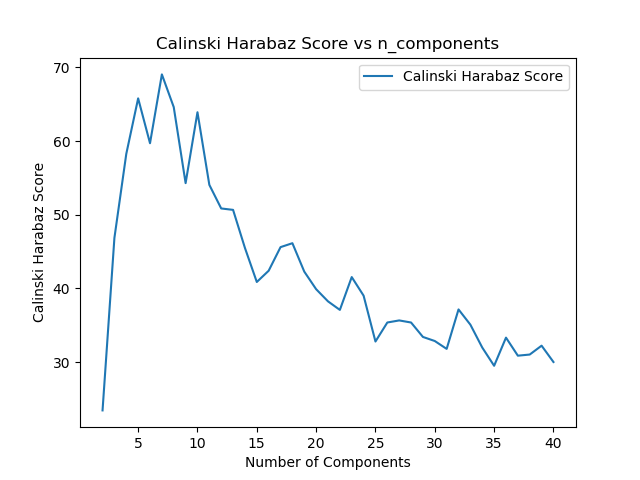 Calinski Harabaz Score vs n_components
Calinski Harabaz Score
70
60
50
40
30
Calinski Harabaz Score
5 10 15 20 25 30 35 40
Number of Components